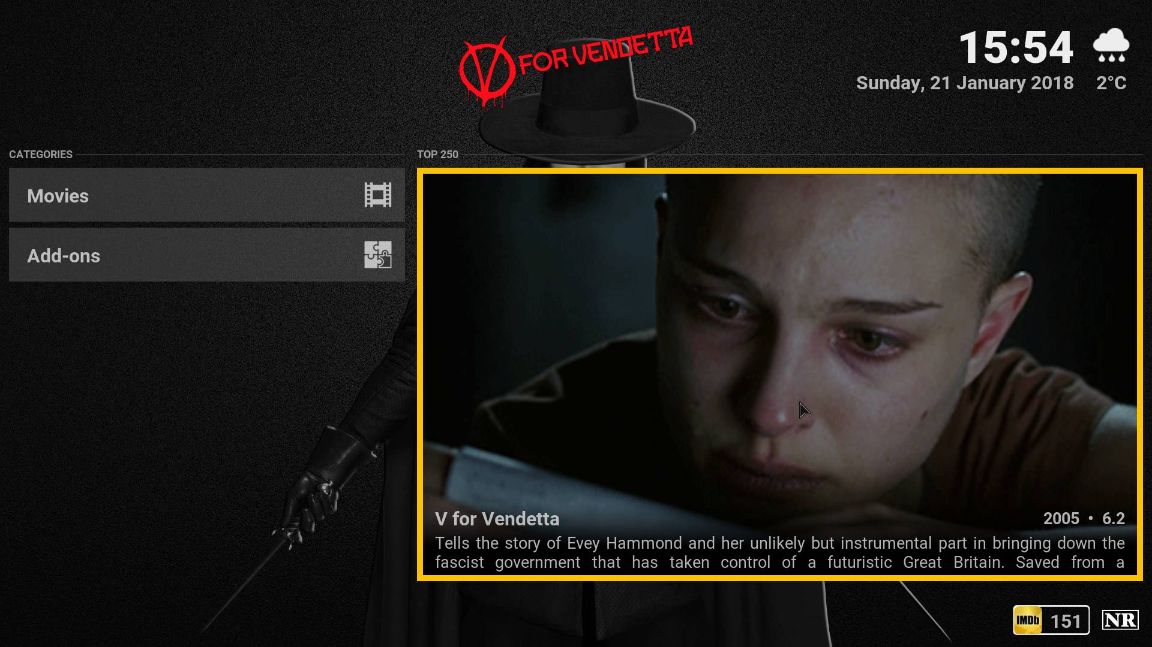 V FOR VENDETTA
15:54
Sunday, 21 January 2018 2°C
CATEGORIES
Movies
Add-ons
TOP 250
V for Vendetta 2005 • 6.2
Tells the story of Evey Hammond and her unlikely but instrumental part in bringing down the
fascist government that has taken control of a futuristic Great Britain. Saved from a
IMDb 151 NR